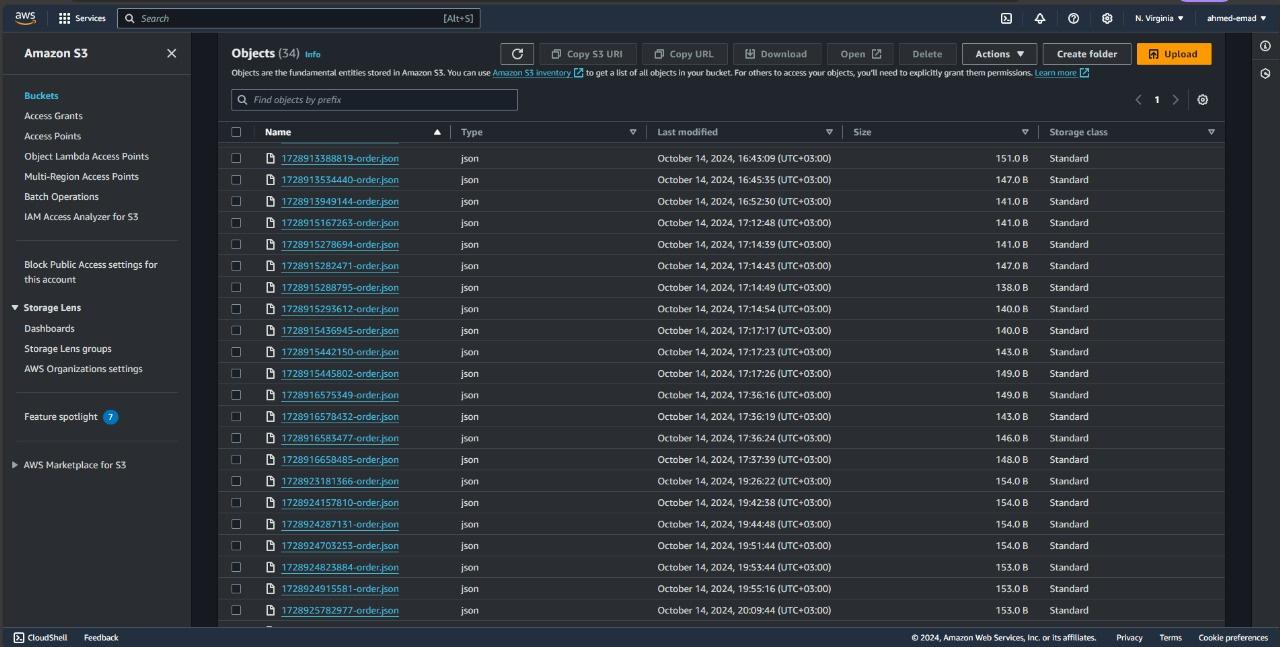 aws Services Search [Alt+S] N. Virginia ahmed-emad
Amazon S3
Buckets
Access Grants
Access Points
Object Lambda Access Points
Multi-Region Access Points
Batch Operations
IAM Access Analyzer for S3
Block Public Access settings for
this account
Storage Lens
Dashboards
Storage Lens groups
AWS Organizations settings
Feature spotlight 7
AWS Marketplace for S3
Objects (34) Info Copy S3 URI Copy URL Download Open Delete Actions Create folder Upload
Objects are the fundamental entities stored in Amazon S3. You can use Amazon S3 inventory to get a list of all objects in your bucket. For others to access your objects, you'll need to explicitly grant them permissions. Learn more
Find objects by prefix 1
Name Type Last modified Size Storage class
1728913388819-order.json json October 14, 2024, 16:43:09 (UTC+03:00) 151.0 B Standard
1728913534440-order.json json October 14, 2024, 16:45:35 (UTC+03:00) 147.0 B Standard
1728913949144-order.json json October 14, 2024, 16:52:30 (UTC+03:00) 141.0 B Standard
1728915167263-order.json json October 14, 2024, 17:12:48 (UTC+03:00) 141.0 B Standard
1728915278694-order.json json October 14, 2024, 17:14:39 (UTC+03:00) 141.0 B Standard
1728915282471-order.json json October 14, 2024, 17:14:43 (UTC+03:00) 147.0 B Standard
1728915288795-order.json json October 14, 2024, 17:14:49 (UTC+03:00) 138.0 B Standard
1728915293612-order.json json October 14, 2024, 17:14:54 (UTC+03:00) 140.0 B Standard
1728915436945-order.json json October 14, 2024, 17:17:17 (UTC+03:00) 140.0 B Standard
1728915442150-order.json json October 14, 2024, 17:17:23 (UTC+03:00) 143.0 B Standard
1728915445802-order.json json October 14, 2024, 17:17:26 (UTC+03:00) 149.0 B Standard
1728916575349-order.json json October 14, 2024, 17:36:16 (UTC+03:00) 149.0 B Standard
1728916578432-order.json json October 14, 2024, 17:36:19 (UTC+03:00) 143.0 B Standard
1728916583477-order.json json October 14, 2024, 17:36:24 (UTC+03:00) 146.0 B Standard
1728916658485-order.json json October 14, 2024, 17:37:39 (UTC+03:00) 148.0 B Standard
1728923181366-order.json json October 14, 2024, 19:26:22 (UTC+03:00) 154.0 B Standard
1728924157810-order.json json October 14, 2024, 19:42:38 (UTC+03:00) 154.0 B Standard
1728924287131-order.json json October 14, 2024, 19:44:48 (UTC+03:00) 154.0 B Standard
1728924703253-order.json json October 14, 2024, 19:51:44 (UTC+03:00) 154.0 B Standard
1728924823884-order.json json October 14, 2024, 19:53:44 (UTC+03:00) 153.0 B Standard
1728924915581-order.json json October 14, 2024, 19:55:16 (UTC+03:00) 153.0 B Standard
1728925782977-order.json json October 14, 2024, 20:09:44 (UTC+03:00) 153.0 B Standard
CloudShell Feedback © 2024, Amazon Web Services, Inc. or its affiliates. Privacy Terms Cookie preferences